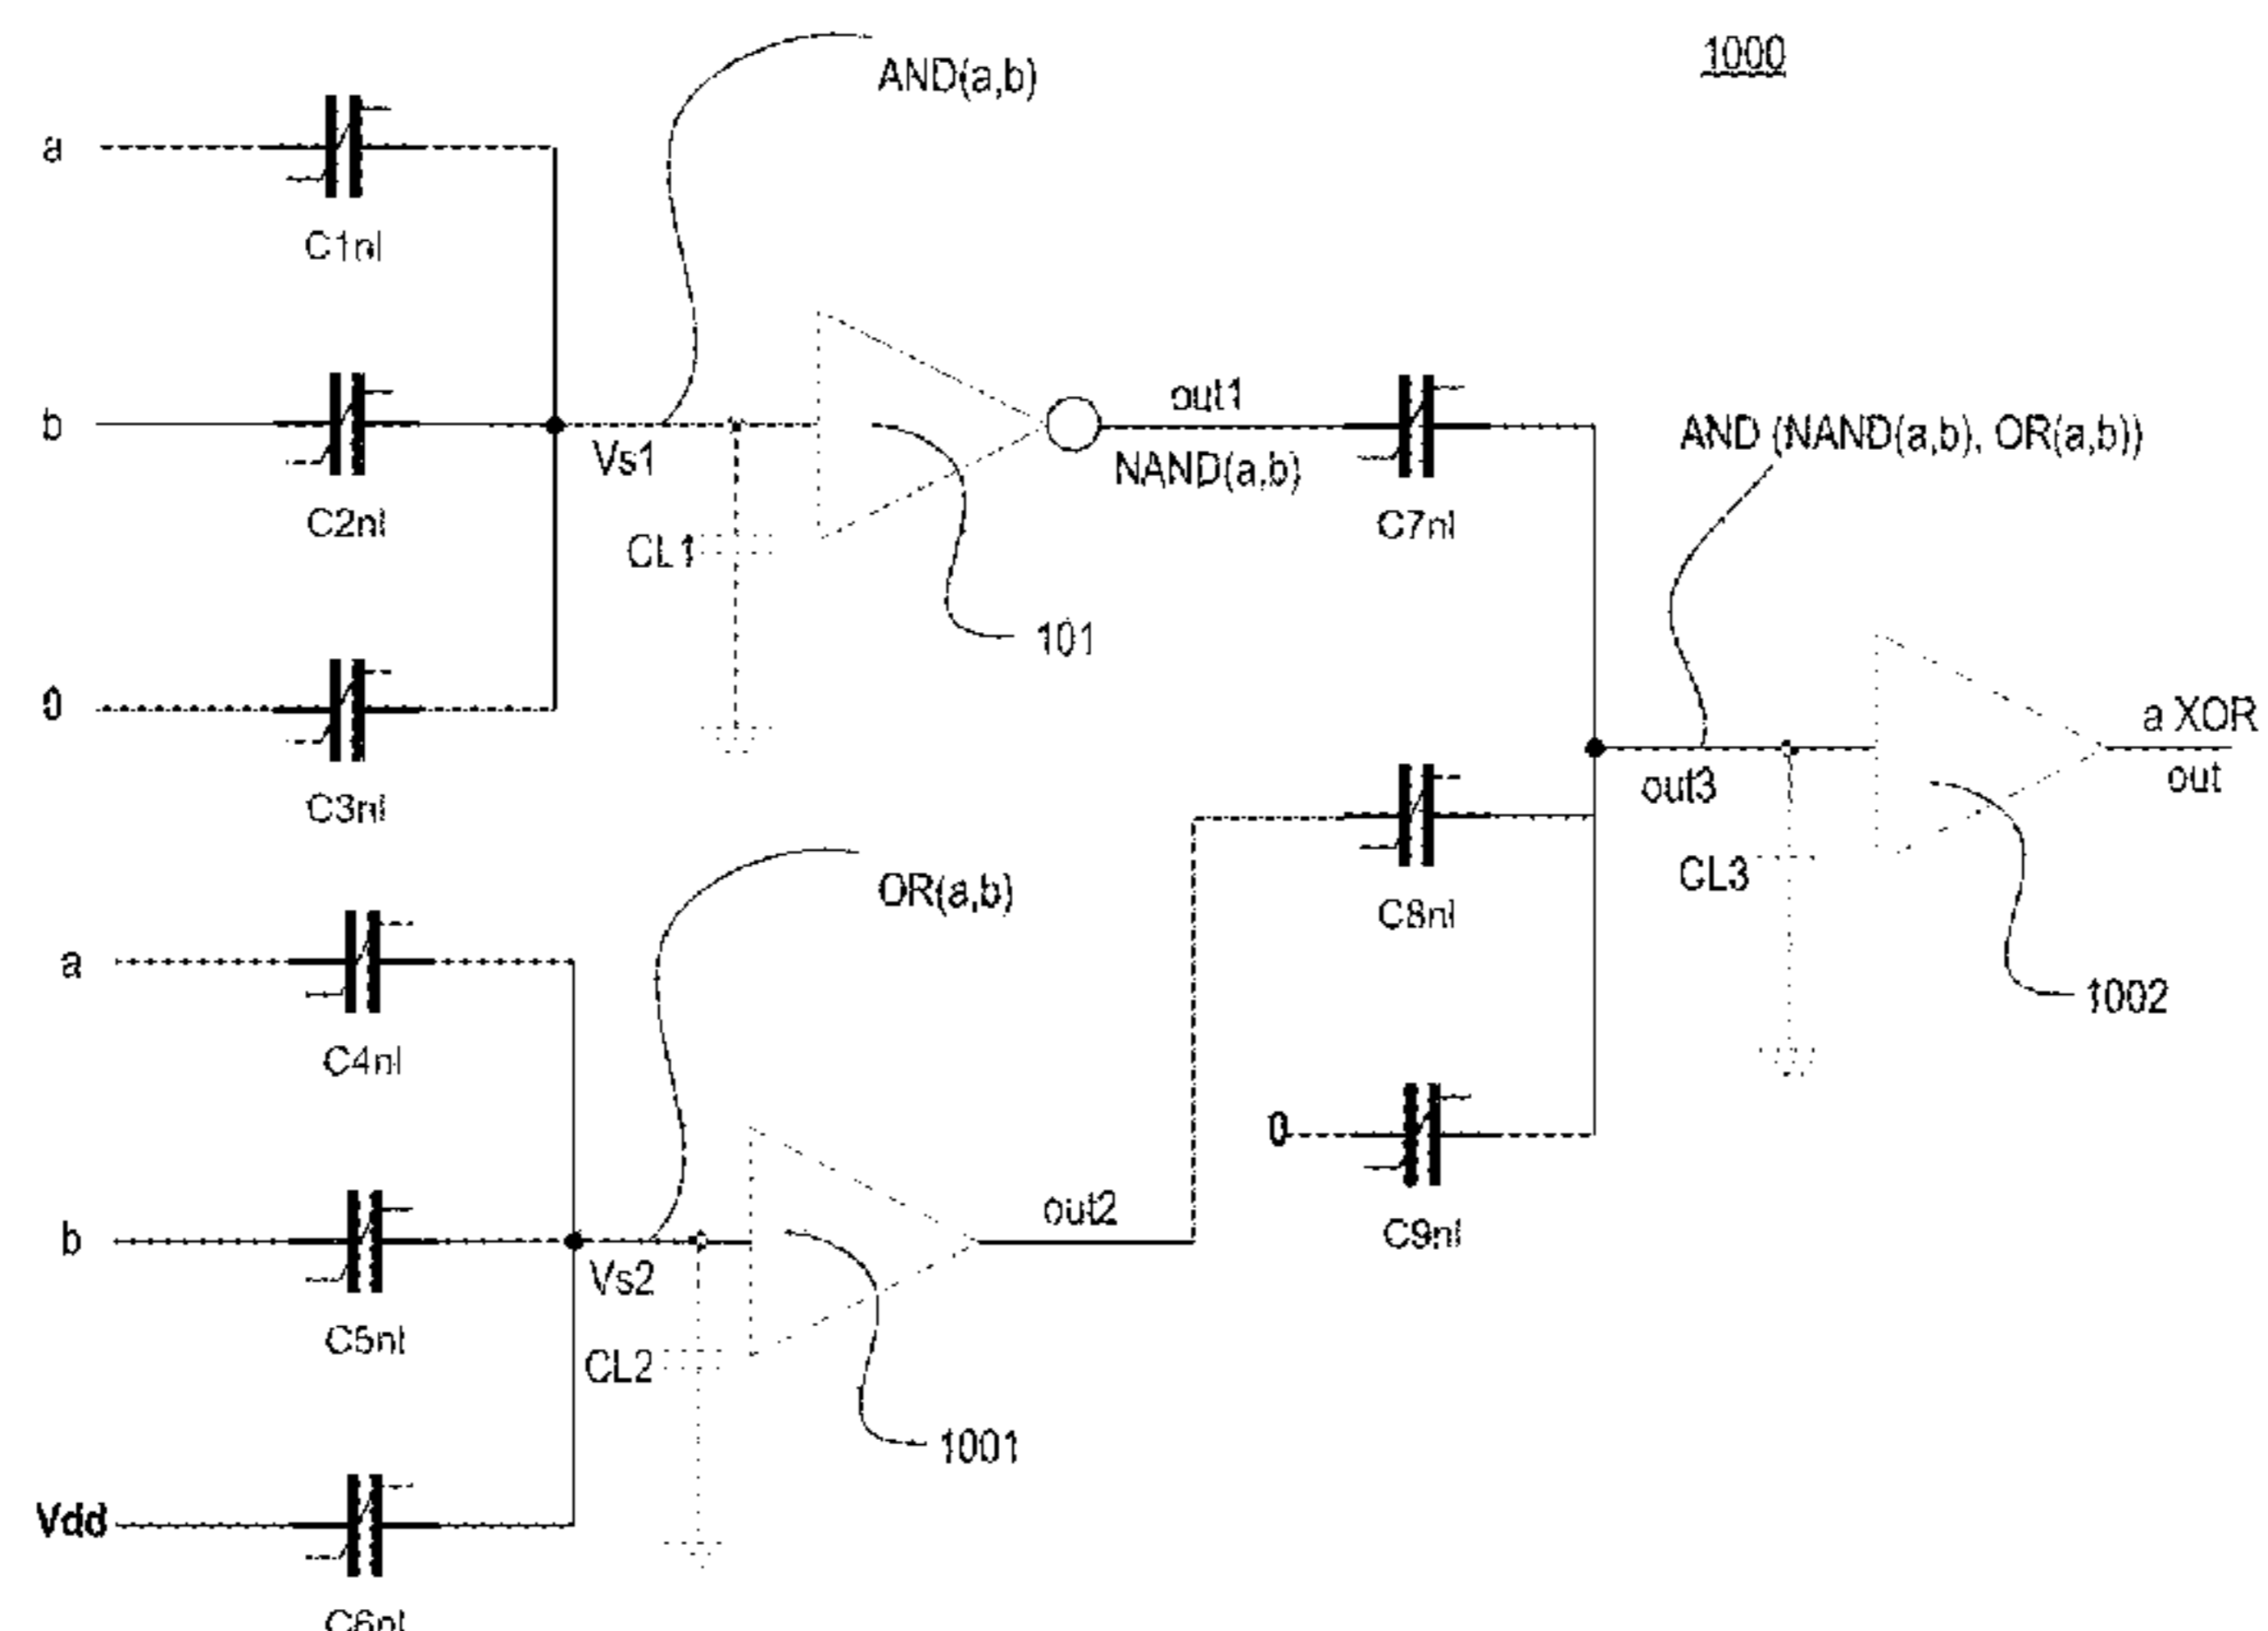 1000
AND(a,b)
a
C1nl
b
Vs1
out1
NAND(a,b)
AND (NAND(a,b), OR(a,b))
C2nl
CL1
C7nl
101
0
C3nl
a XOR
out
out3
OR(a,b)
CL3
C8nl
a
1002
C4nl
0
out2
C9nl
b
Vs2
C5nl
CL2
1001
Vdd
C6nl